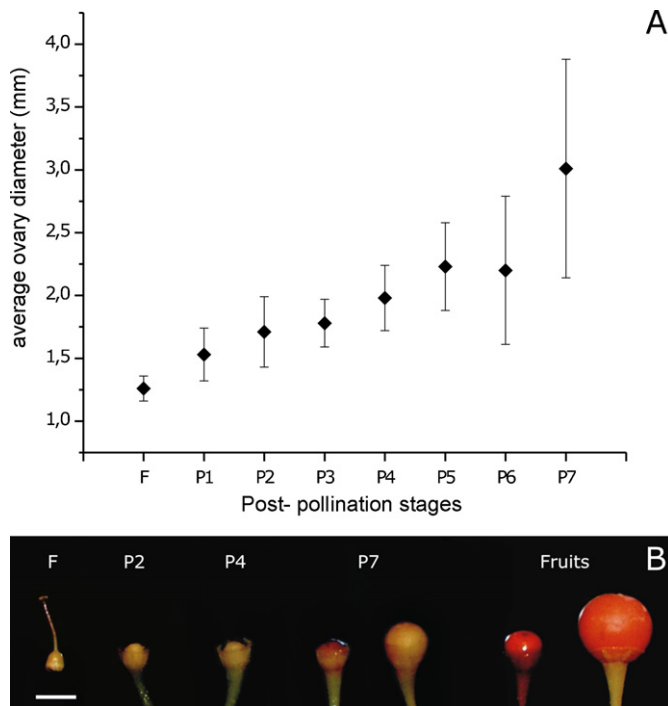 A
4,0
3,5
3,0
2,5
2,0
1,5
1,0
average ovary diameter (mm)
F P1 P2 P3 P4 P5 P6 P7
Post- pollination stages
B
F P2 P4 P7 Fruits